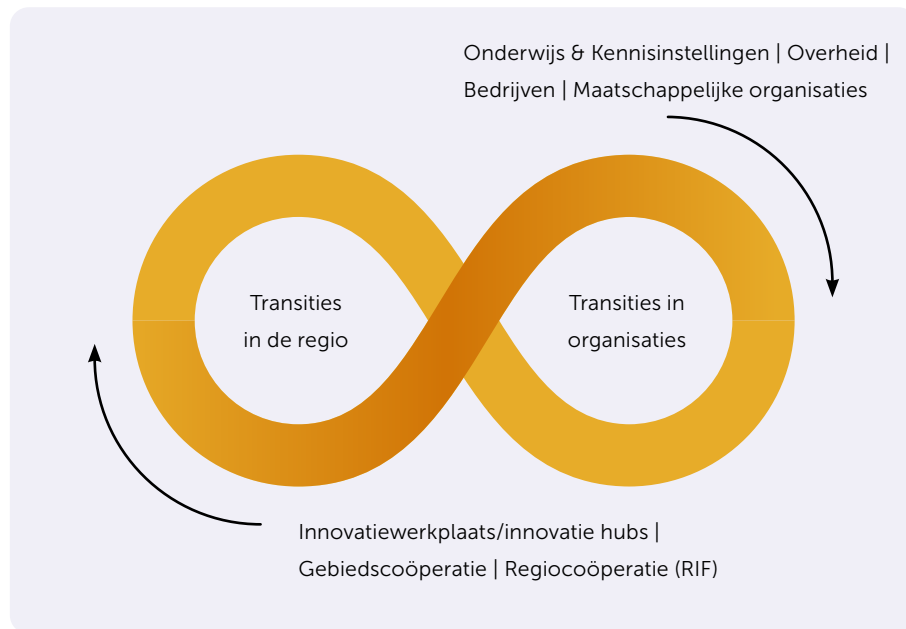 Onderwijs & Kennisinstellingen | Overheid |
Bedrijven | Maatschappelijke organisaties
Transities
in de regio
Transities in
organisaties
Innovatiewerkplaats/innovatie hubs |
Gebiedscoöperatie | Regiocoöperatie (RIF)